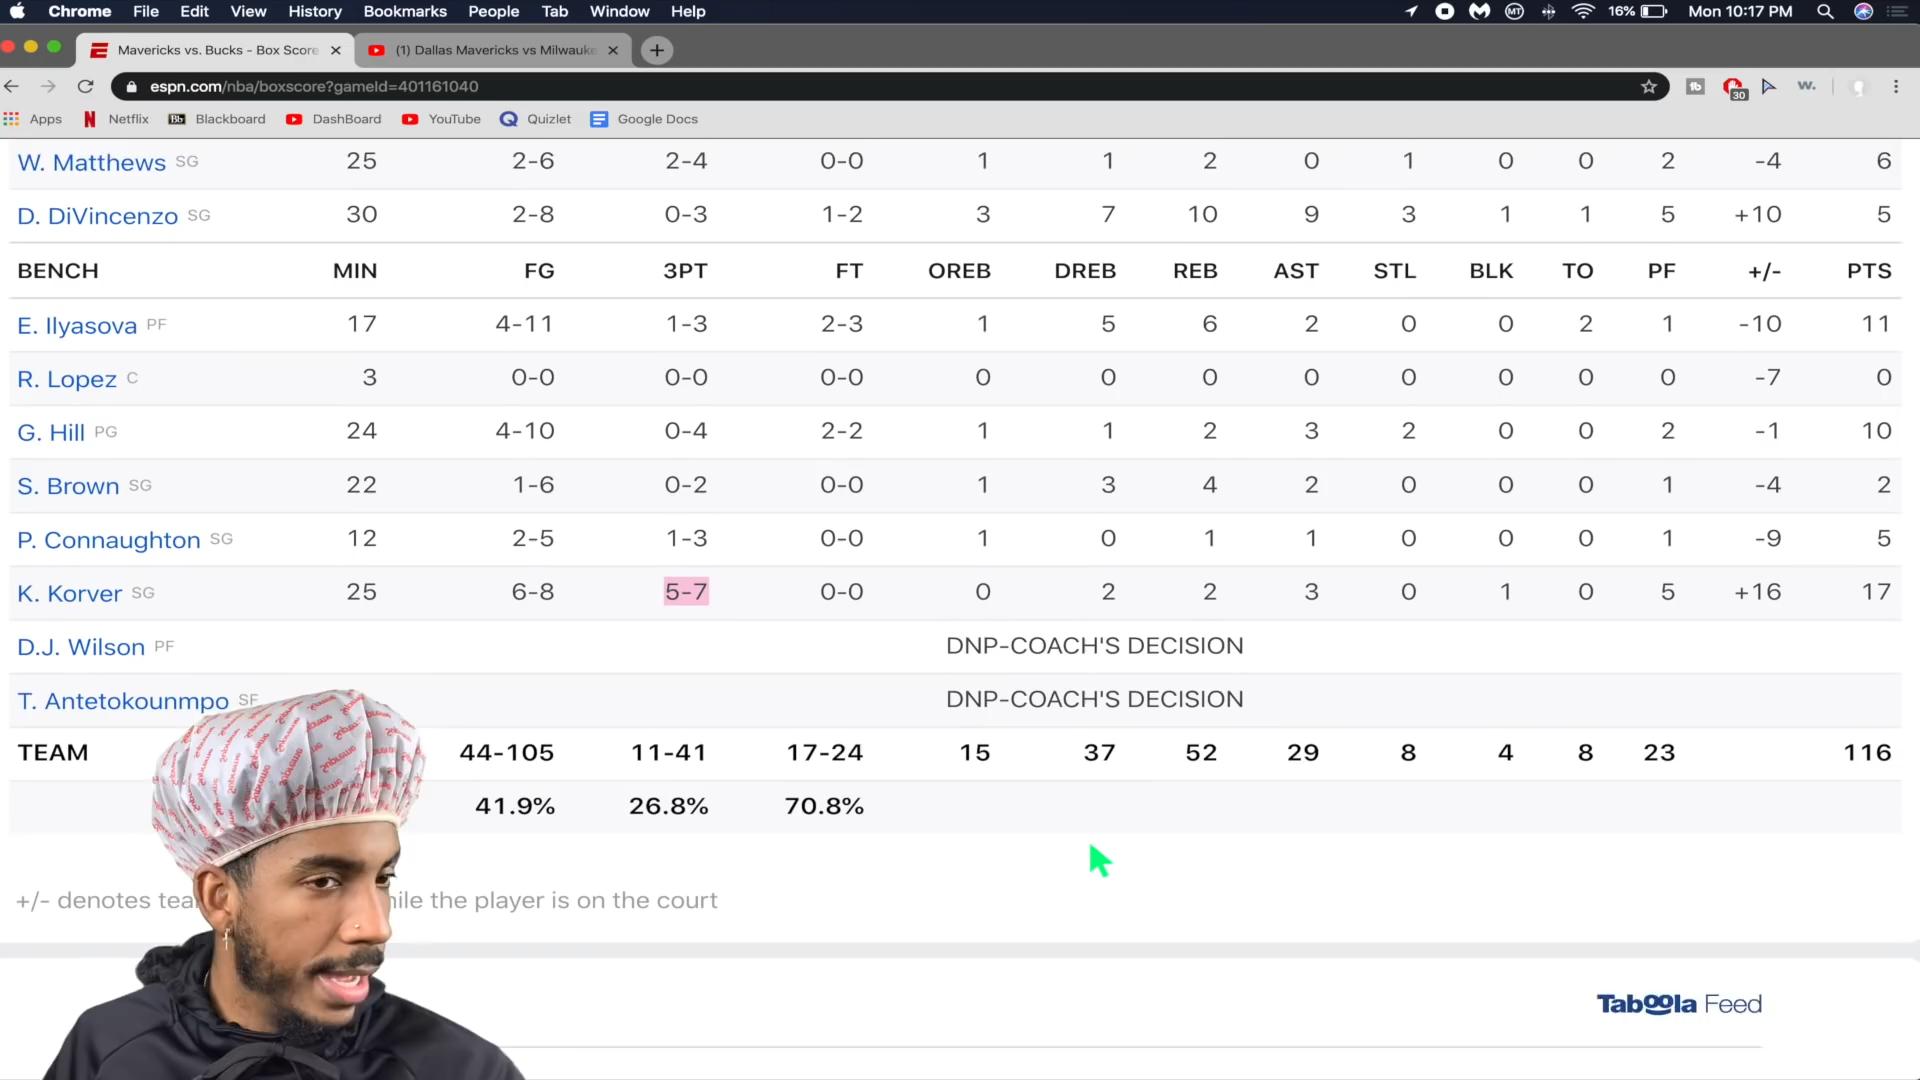 Chrome File Edit View History Bookmarks People Tab Window Help 16% Mon 10:17 PM
Mavericks vs. Bucks - Box Score (1) Dallas Mavericks vs Milwauke
espn.com/nba/boxscore?gameId=401161040 30 w.
Apps Netflix Bb Blackboard DashBoard YouTube Quizlet Google Docs
W. Matthews SG 25 2-6 2-4 0-0 1 1 2 0 1 0 0 2 -4 6
D. DiVincenzo SG 30 2-8 0-3 1-2 3 7 10 9 3 1 1 5 +10 5
BENCH MIN FG 3PT FT OREB DREB REB AST STL BLK TO PF +/- PTS
E. Ilyasova PF 17 4-11 1-3 2-3 1 5 6 2 0 0 2 1 -10 11
R. Lopez C 3 0-0 0-0 0-0 0 0 0 0 0 0 0 0 -7 0
G. Hill PG 24 4-10 0-4 2-2 1 1 2 3 2 0 0 2 -1 10
S. Brown SG 22 1-6 0-2 0-0 1 3 4 2 0 0 0 1 -4 2
P. Connaughton SG 12 2-5 1-3 0-0 1 0 1 1 0 0 0 1 -9 5
K. Korver SG 25 6-8 5-7 0-0 0 2 2 3 0 1 0 5 +16 17
D.J. Wilson PF DNP-COACH'S DECISION
T. Antetokounmpo SF DNP-COACH'S DECISION
TEAM 44-105 11-41 17-24 15 37 52 29 8 4 8 23 116
41.9% 26.8% 70.8%
+/- denotes the player is on the court
Taboola Feed